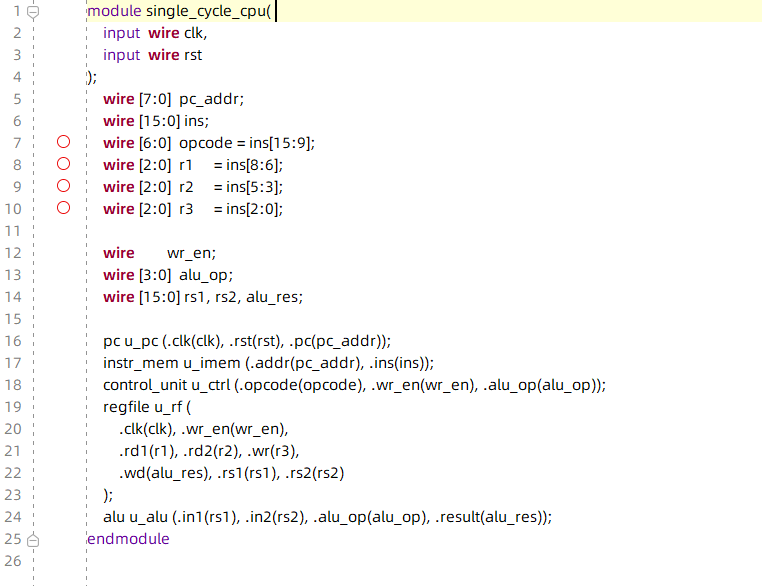 1 module single_cycle_cpu(
2 input wire clk,
3 input wire rst
4 );
5 wire [7:0] pc_addr;
6 wire [15:0] ins;
7 wire [6:0] opcode = ins[15:9];
8 wire [2:0] r1 = ins[8:6];
9 wire [2:0] r2 = ins[5:3];
10 wire [2:0] r3 = ins[2:0];
11
12 wire wr_en;
13 wire [3:0] alu_op;
14 wire [15:0] rs1, rs2, alu_res;
15
16 pc u_pc (.clk(clk), .rst(rst), .pc(pc_addr));
17 instr_mem u_imem (.addr(pc_addr), .ins(ins));
18 control_unit u_ctrl (.opcode(opcode), .wr_en(wr_en), .alu_op(alu_op));
19 regfile u_rf (
20 .clk(clk), .wr_en(wr_en),
21 .rd1(r1), .rd2(r2), .wr(r3),
22 .wd(alu_res), .rs1(rs1), .rs2(rs2)
23 );
24 alu u_alu (.in1(rs1), .in2(rs2), .alu_op(alu_op), .result(alu_res));
25 endmodule
26